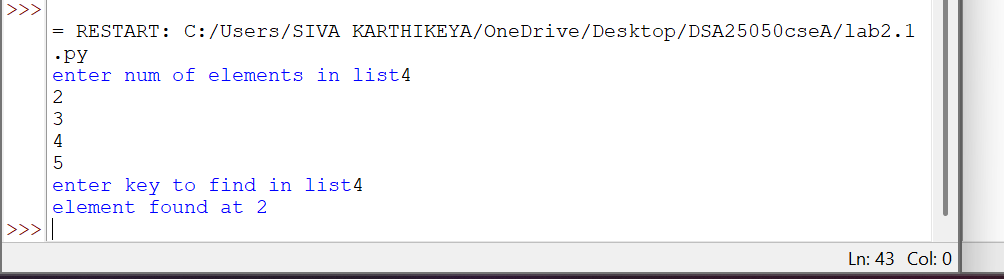 >>>
= RESTART: C:/Users/SIVA KARTHIKEYA/OneDrive/Desktop/DSA25050cseA/lab2.1
.py
enter num of elements in list4
2
3
4
5
enter key to find in list4
element found at 2
>>>
Ln: 43 Col: 0